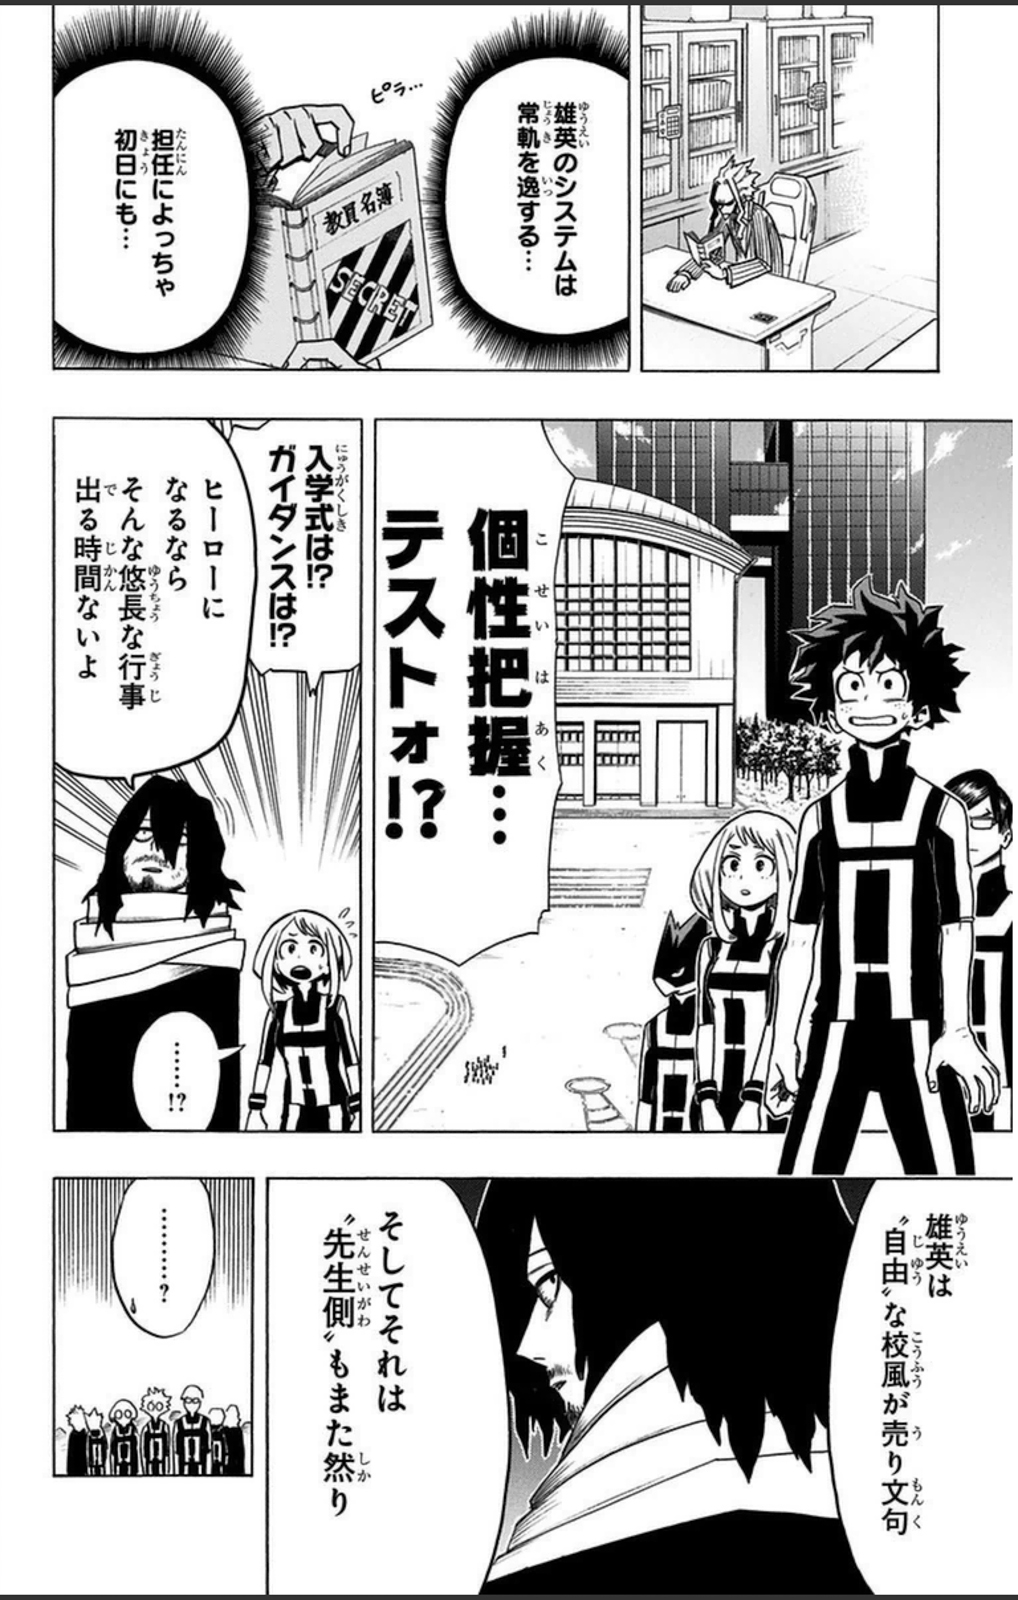 雄英のシステムは
常軌を逸する…
ピラ…
教員名簿
SECRET
担任によっちゃ
初日にも…
個性把握…
テストォ!?
入学式は!?
ガイダンスは!?
ヒーローに
なるなら
そんな悠長な行事
出る時間ないよ
……!?
雄英は
〝自由〟な校風が売り文句
そしてそれは
〝先生側〟もまた然り
………?